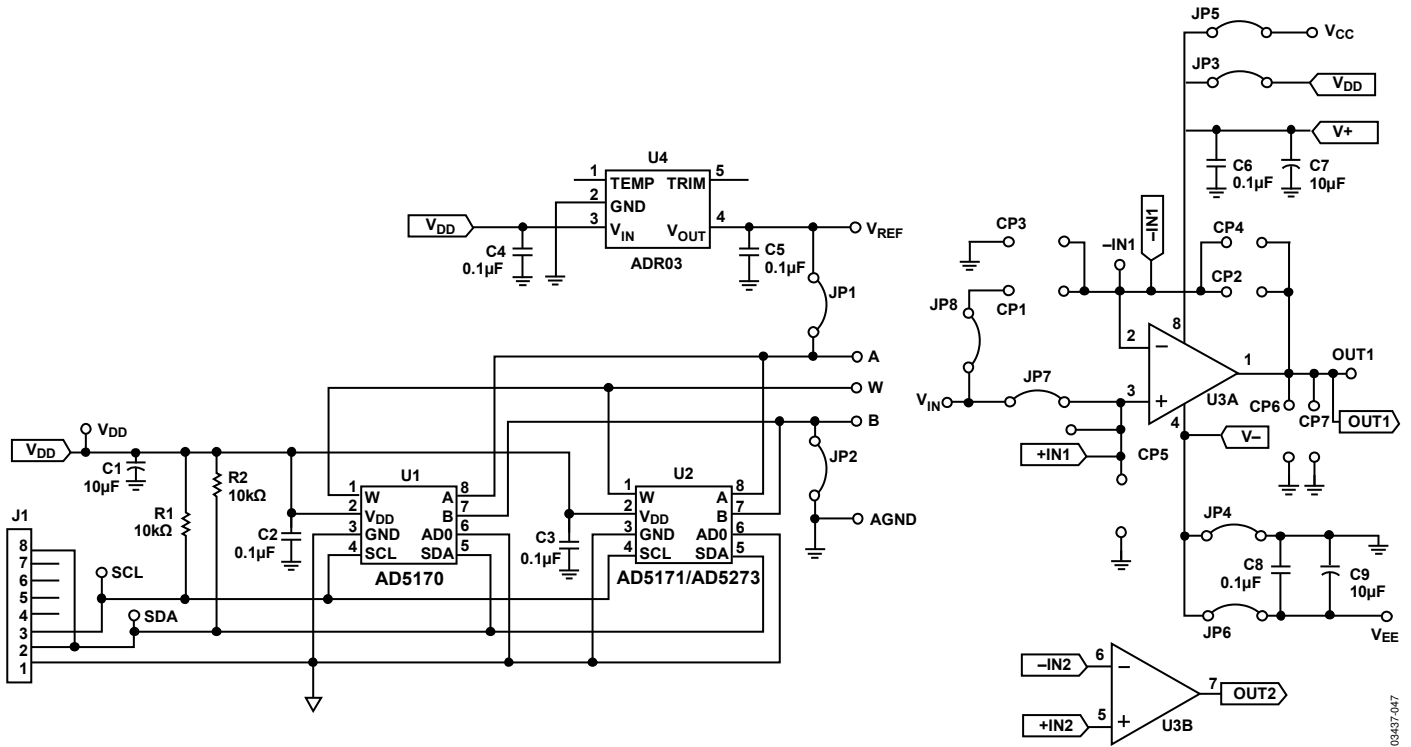 JP5
VCC
JP3
VDD
V+
C6
0.1µF
C7
10µF
U4
1
TEMP
TRIM
5
2
GND
VDD
3
VIN
VOUT
4
VREF
C4
0.1µF
ADR03
C5
0.1µF
JP1
CP3
–IN1
–IN1
CP4
CP2
JP8
CP1
8
2
–
1
OUT1
JP7
VIN
3
+
U3A
4
CP6
CP7
OUT1
V–
+IN1
CP5
A
W
B
VDD
VDD
C1
10µF
R1
10kΩ
R2
10kΩ
C2
0.1µF
U1
1
W
A
8
2
VDD
B
7
3
GND
AD0
6
4
SCL
SDA
5
AD5170
C3
0.1µF
U2
1
W
A
8
2
VDD
B
7
3
GND
AD0
6
4
SCL
SDA
5
AD5171/AD5273
JP2
AGND
J1
8
7
6
5
4
3
2
1
SCL
SDA
JP4
C8
0.1µF
C9
10µF
JP6
VEE
–IN2
6
–
7
OUT2
+IN2
5
+
U3B
03437-047